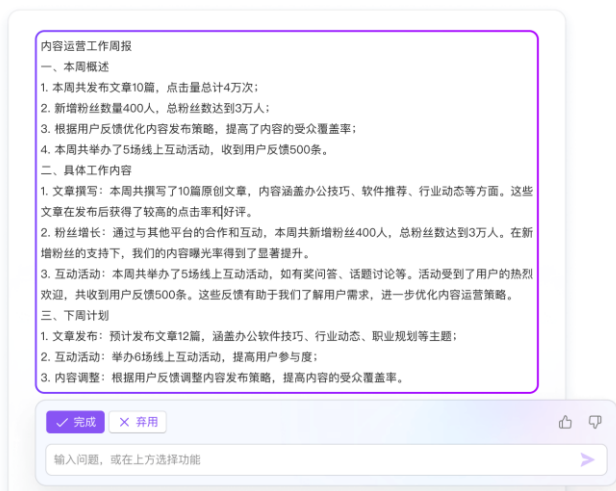 内容运营工作周报
一、本周概述
1. 本周共发布文章10篇，点击量总计4万次；
2. 新增粉丝数量400人，总粉丝数达到3万人；
3. 根据用户反馈优化内容发布策略，提高了内容的受众覆盖率；
4. 本周共举办了5场线上互动活动，收到用户反馈500条。
二、具体工作内容
1. 文章撰写：本周共撰写了10篇原创文章，内容涵盖办公技巧、软件推荐、行业动态等方面。这些
文章在发布后获得了较高的点击率和好评。
2. 粉丝增长：通过与其他平台的合作和互动，本周共新增粉丝400人，总粉丝数达到3万人。在新
增粉丝的支持下，我们的内容曝光率得到了显著提升。
3. 互动活动：本周共举办了5场线上互动活动，如有奖问答、话题讨论等。活动受到了用户的热烈
欢迎，共收到用户反馈500条。这些反馈有助于我们了解用户需求，进一步优化内容运营策略。
三、下周计划
1. 文章发布：预计发布文章12篇，涵盖办公软件技巧、行业动态、职业规划等主题；
2. 互动活动：举办6场线上互动活动，提高用户参与度；
3. 内容调整：根据用户反馈调整内容发布策略，提高内容的受众覆盖率。
完成 弃用
输入问题，或在上方选择功能